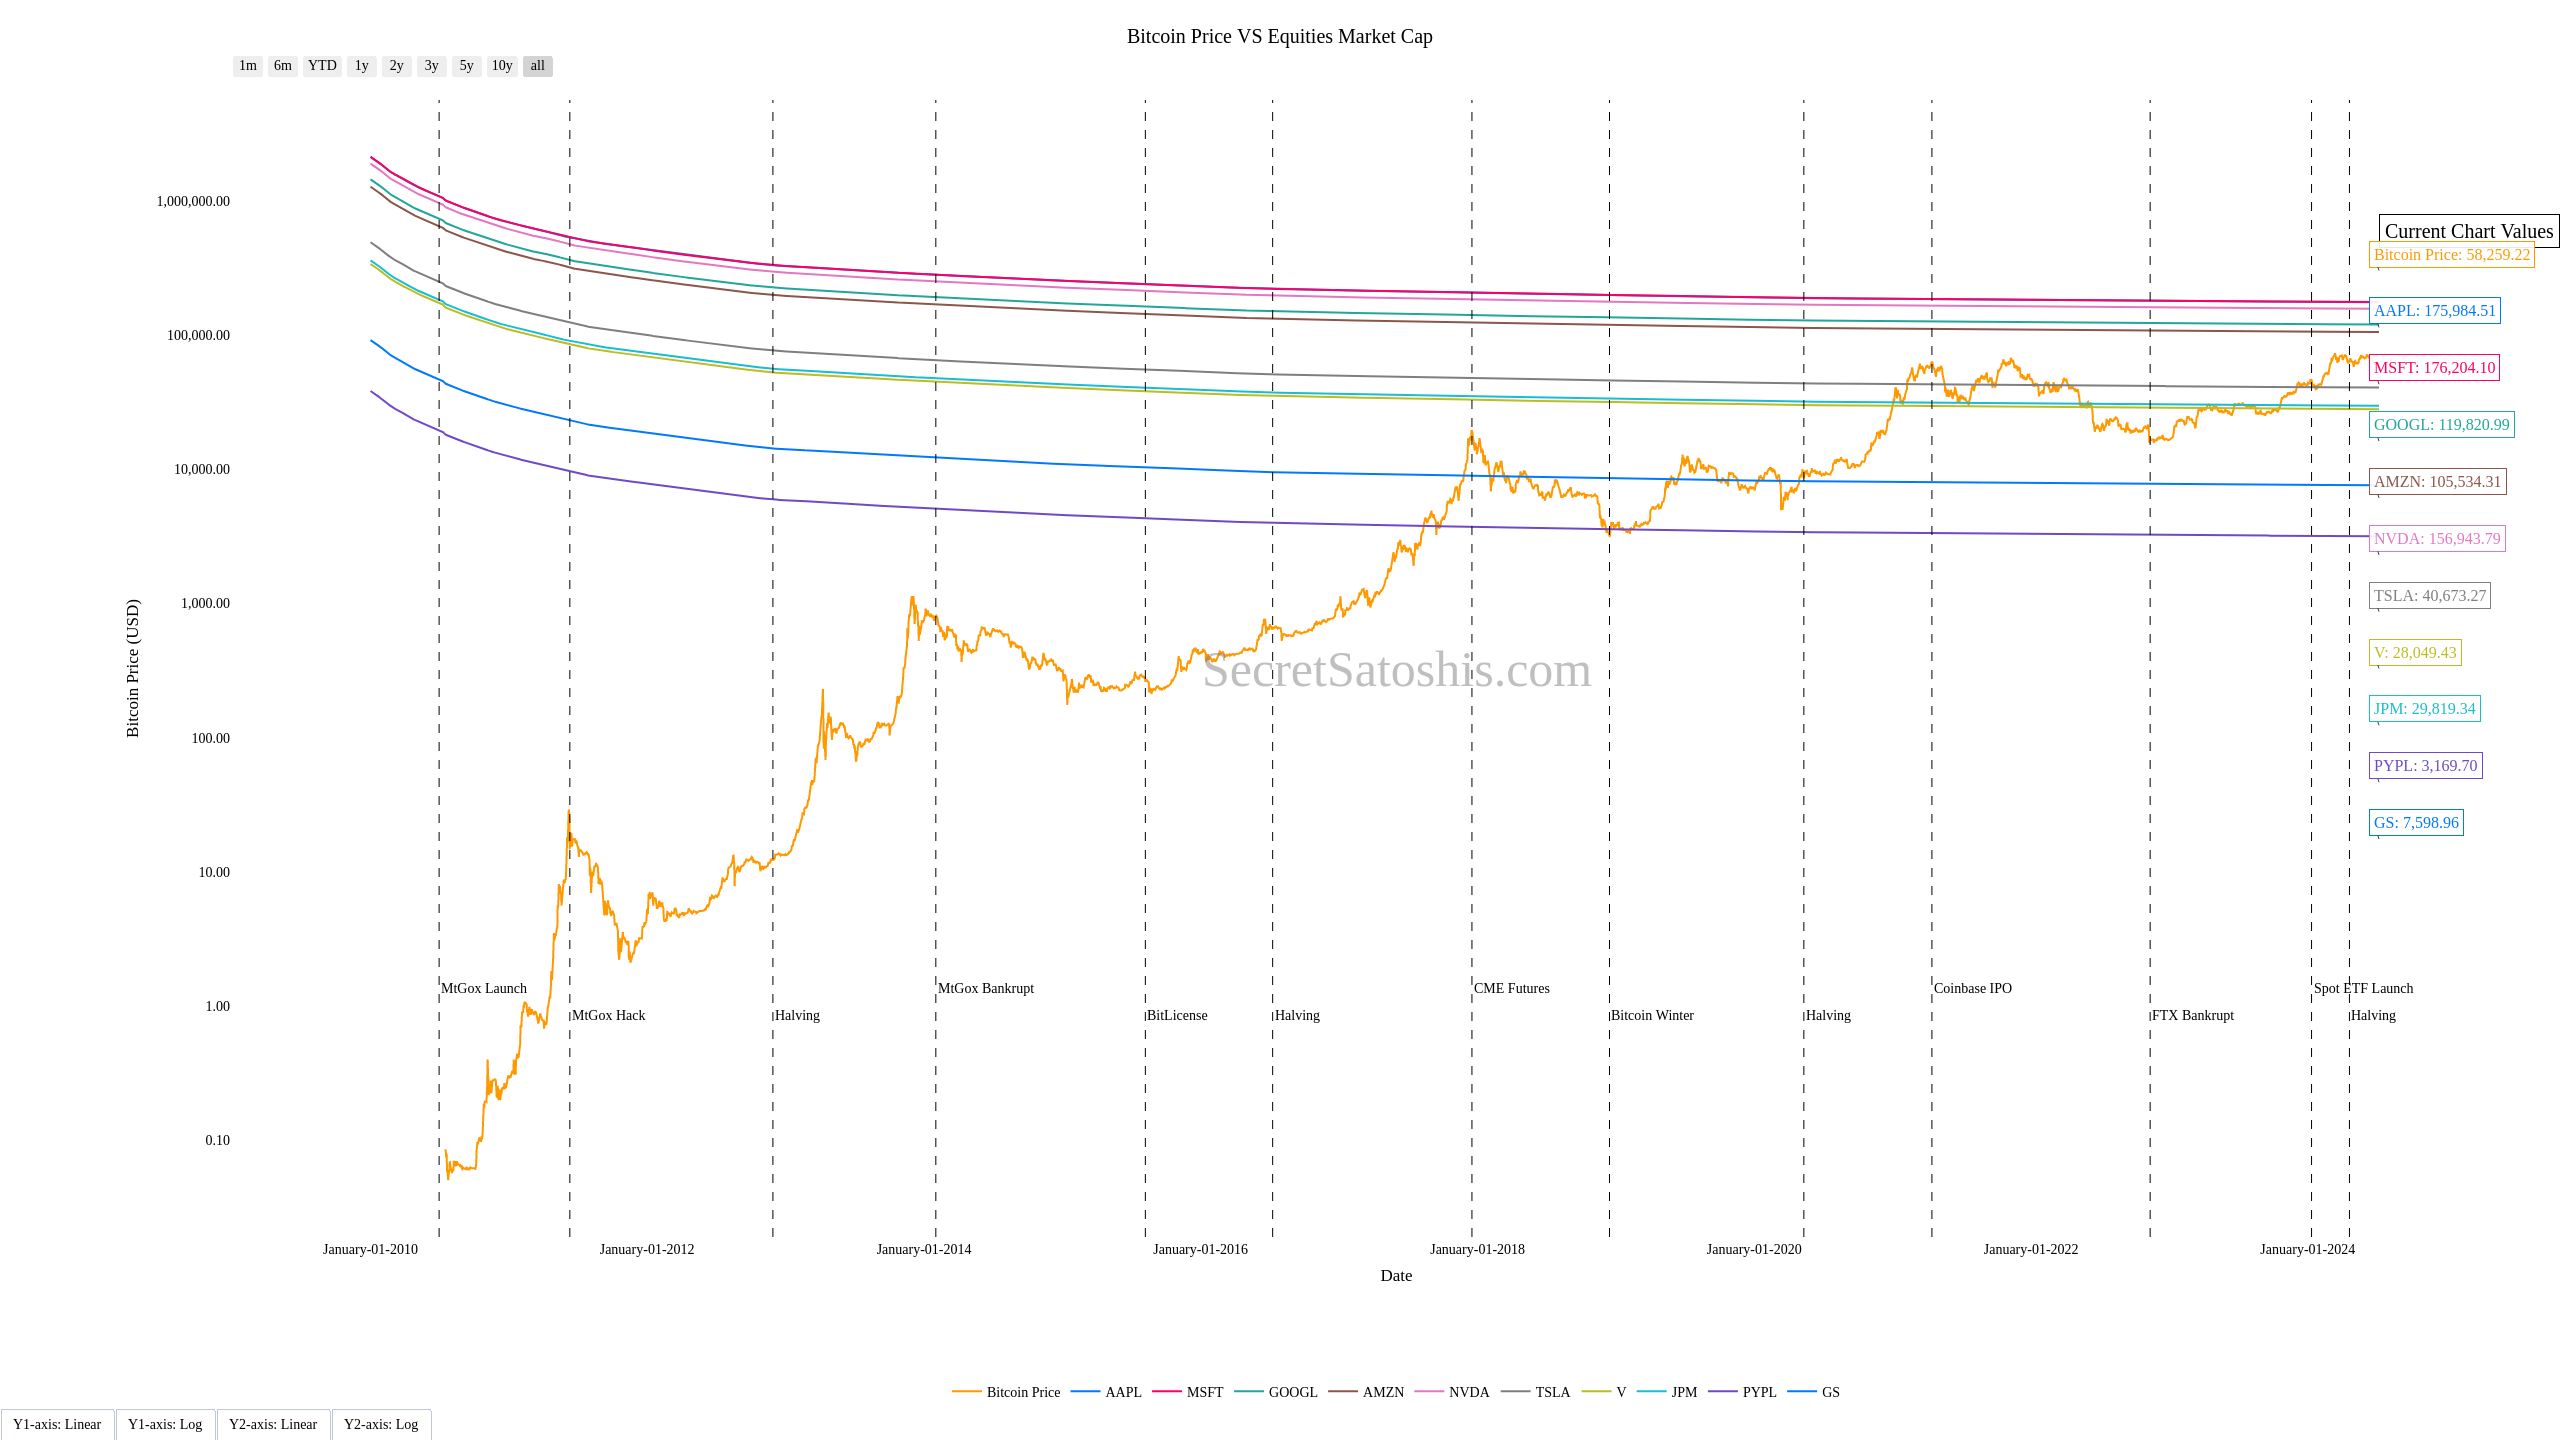 Bitcoin Price VS Equities Market Cap
1m 6m YTD 1y 2y 3y 5y 10y all
1,000,000.00
100,000.00
10,000.00
1,000.00
100.00
10.00
1.00
0.10
Bitcoin Price (USD)
Current Chart Values
Bitcoin Price: 58,259.22
AAPL: 175,984.51
MSFT: 176,204.10
GOOGL: 119,820.99
AMZN: 105,534.31
NVDA: 156,943.79
TSLA: 40,673.27
V: 28,049.43
JPM: 29,819.34
PYPL: 3,169.70
GS: 7,598.96
SecretSatoshis.com
MtGox Launch
MtGox Bankrupt
CME Futures
Coinbase IPO
Spot ETF Launch
MtGox Hack
Halving
BitLicense
Halving
Bitcoin Winter
Halving
FTX Bankrupt
Halving
January-01-2010 January-01-2012 January-01-2014 January-01-2016 January-01-2018 January-01-2020 January-01-2022 January-01-2024
Date
Bitcoin Price AAPL MSFT GOOGL AMZN NVDA TSLA V JPM PYPL GS
Y1-axis: Linear Y1-axis: Log Y2-axis: Linear Y2-axis: Log